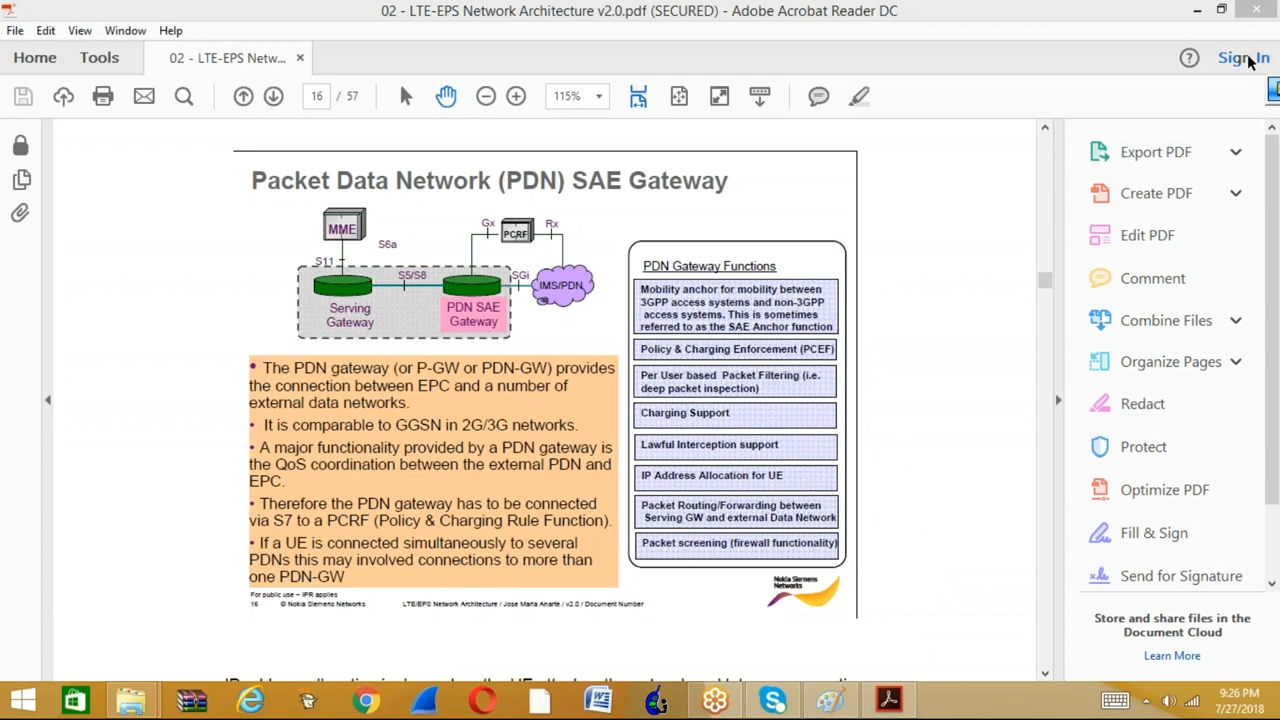 02 - LTE-EPS Network Architecture v2.0.pdf (SECURED) - Adobe Acrobat Reader DC
File Edit View Window Help
Home Tools 02 - LTE-EPS Netw... ×
Sign In
16 / 57
115%
Packet Data Network (PDN) SAE Gateway
MME
S6a
S11
Gx
PCRF
Rx
S5/S8
SGi
IMS/PDN
Serving
Gateway
PDN SAE
Gateway
• The PDN gateway (or P-GW or PDN-GW) provides
the connection between EPC and a number of
external data networks.
• It is comparable to GGSN in 2G/3G networks.
• A major functionality provided by a PDN gateway is
the QoS coordination between the external PDN and
EPC.
• Therefore the PDN gateway has to be connected
via S7 to a PCRF (Policy & Charging Rule Function).
• If a UE is connected simultaneously to several
PDNs this may involved connections to more than
one PDN-GW
PDN Gateway Functions
Mobility anchor for mobility between
3GPP access systems and non-3GPP
access systems. This is sometimes
referred to as the SAE Anchor function
Policy & Charging Enforcement (PCEF)
Per User based Packet Filtering (i.e.
deep packet inspection)
Charging Support
Lawful Interception support
IP Address Allocation for UE
Packet Routing/Forwarding between
Serving GW and external Data Network
Packet screening (firewall functionality)
For public use – IPR applies
16 © Nokia Siemens Networks LTE/EPS Network Architecture / Jose Maria Anarte / v2.0 / Document Number
Nokia Siemens
Networks
Export PDF
Create PDF
Edit PDF
Comment
Combine Files
Organize Pages
Redact
Protect
Optimize PDF
Fill & Sign
Send for Signature
Store and share files in the
Document Cloud
Learn More
9:26 PM
7/27/2018